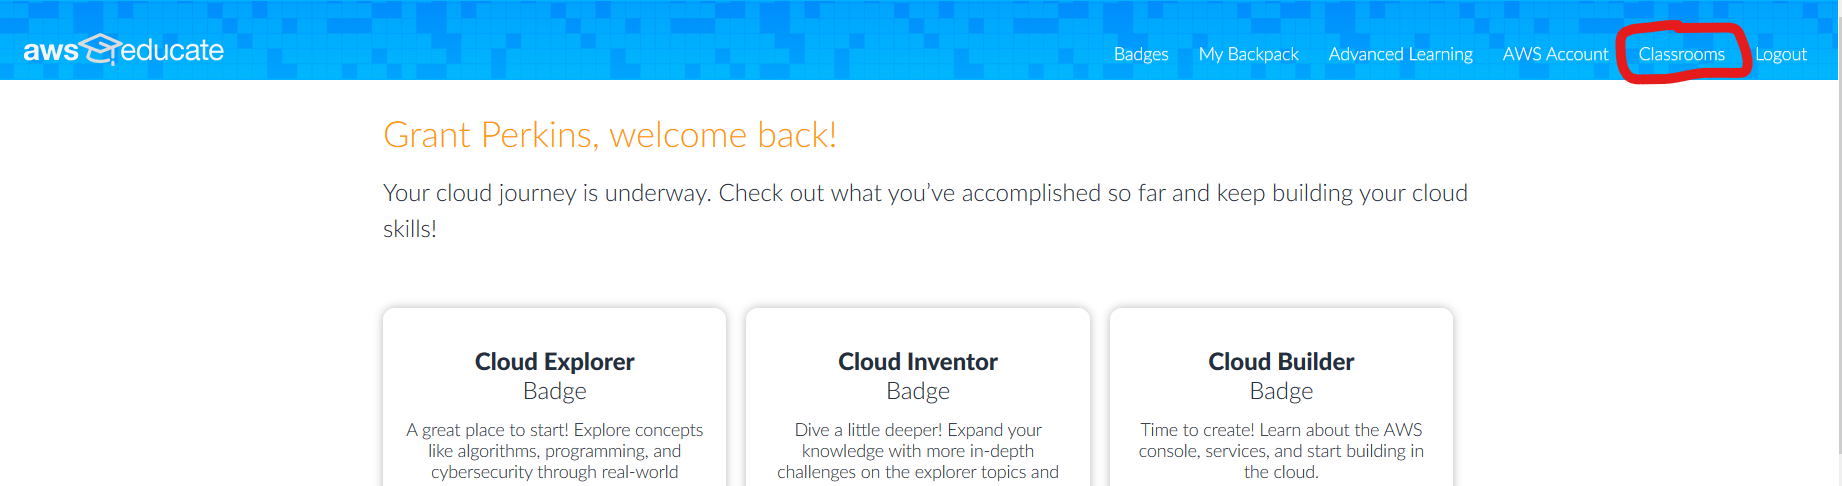 aws educate
Badges My Backpack Advanced Learning AWS Account Classrooms Logout
Grant Perkins, welcome back!
Your cloud journey is underway. Check out what you've accomplished so far and keep building your cloud
skills!
Cloud Explorer
Badge
A great place to start! Explore concepts
like algorithms, programming, and
cybersecurity through real-world
Cloud Inventor
Badge
Dive a little deeper! Expand your
knowledge with more in-depth
challenges on the explorer topics and
Cloud Builder
Badge
Time to create! Learn about the AWS
console, services, and start building in
the cloud.